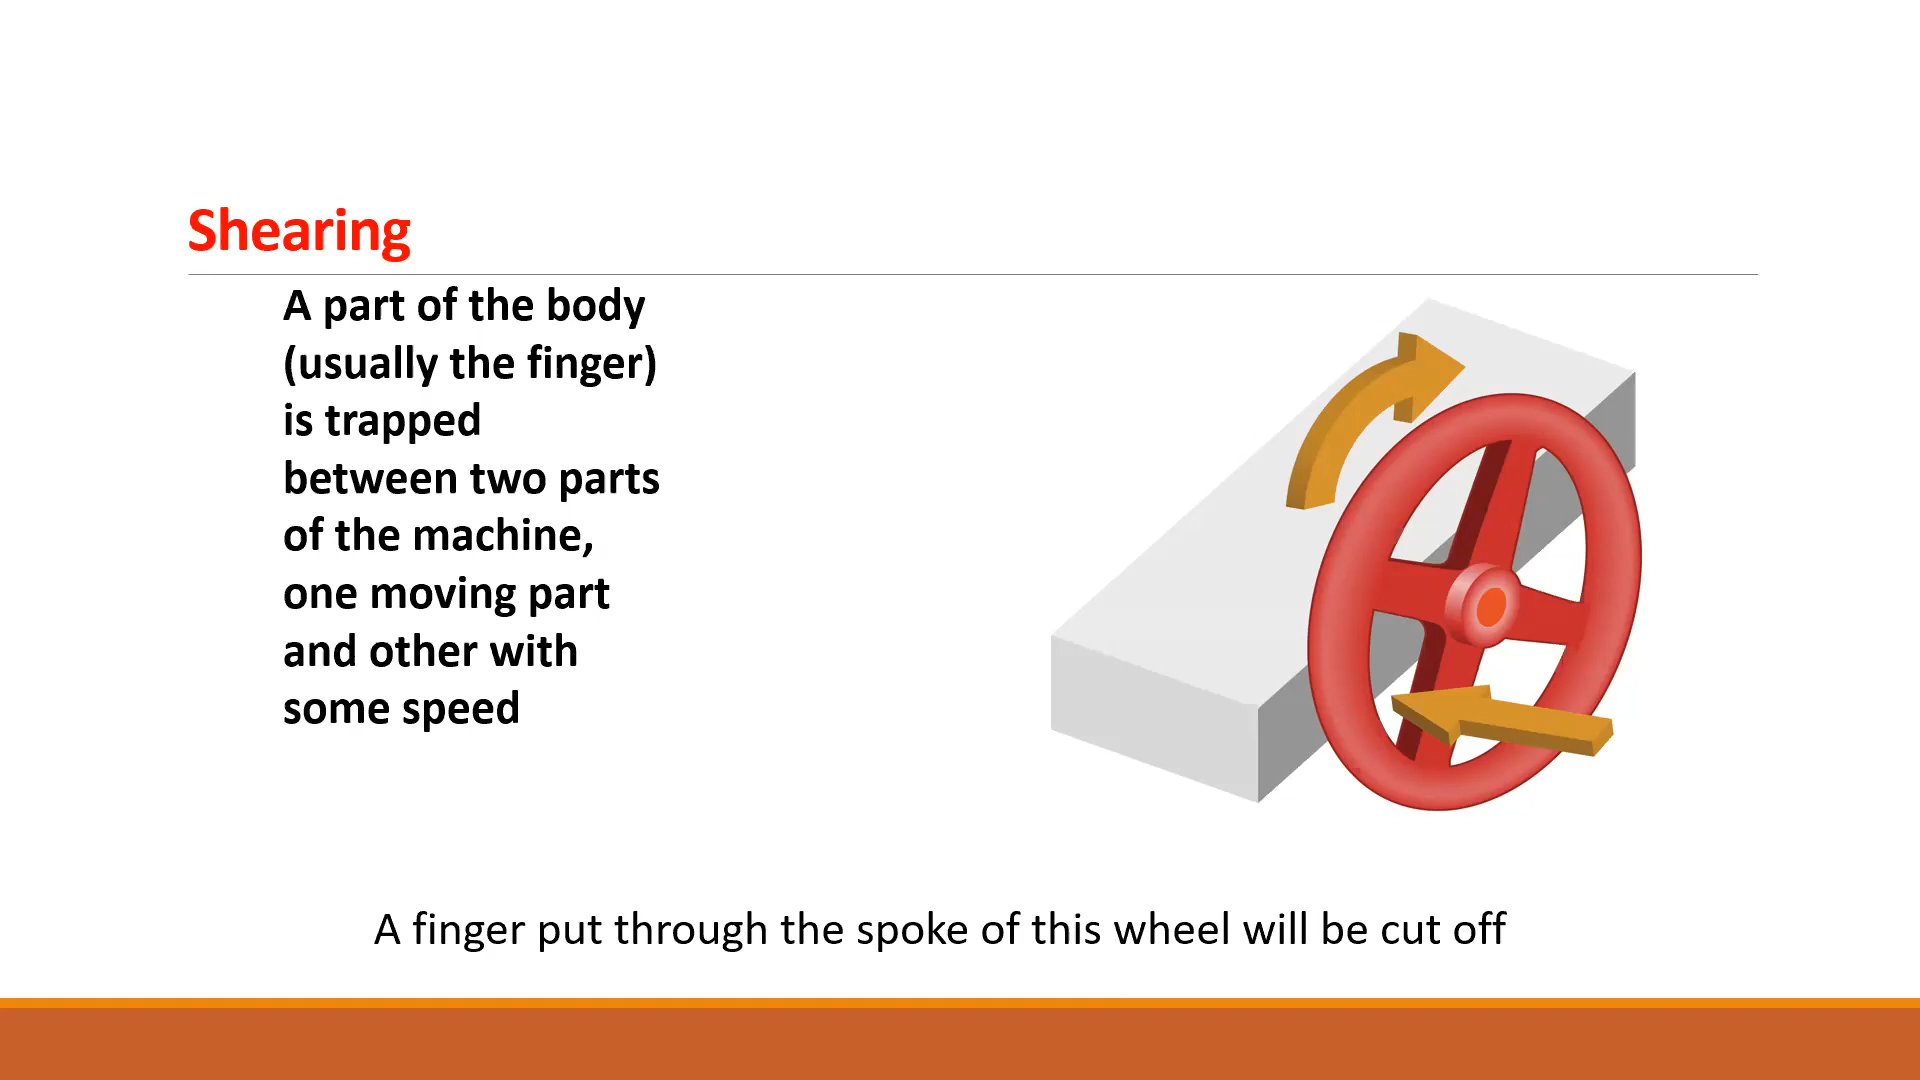 Shearing
A part of the body
(usually the finger)
is trapped
between two parts
of the machine,
one moving part
and other with
some speed
A finger put through the spoke of this wheel will be cut off